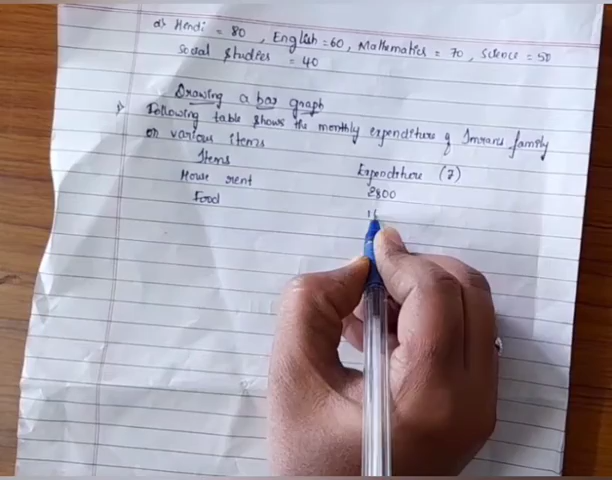 d) Hindi = 80 , English = 60, Mathematics = 70, Science = 50
Social Studies = 40
Drawing a bar graph
Following table shows the monthly expenditure of Imrans family
on various items
Items Expenditure (₹)
House rent 2800
Food